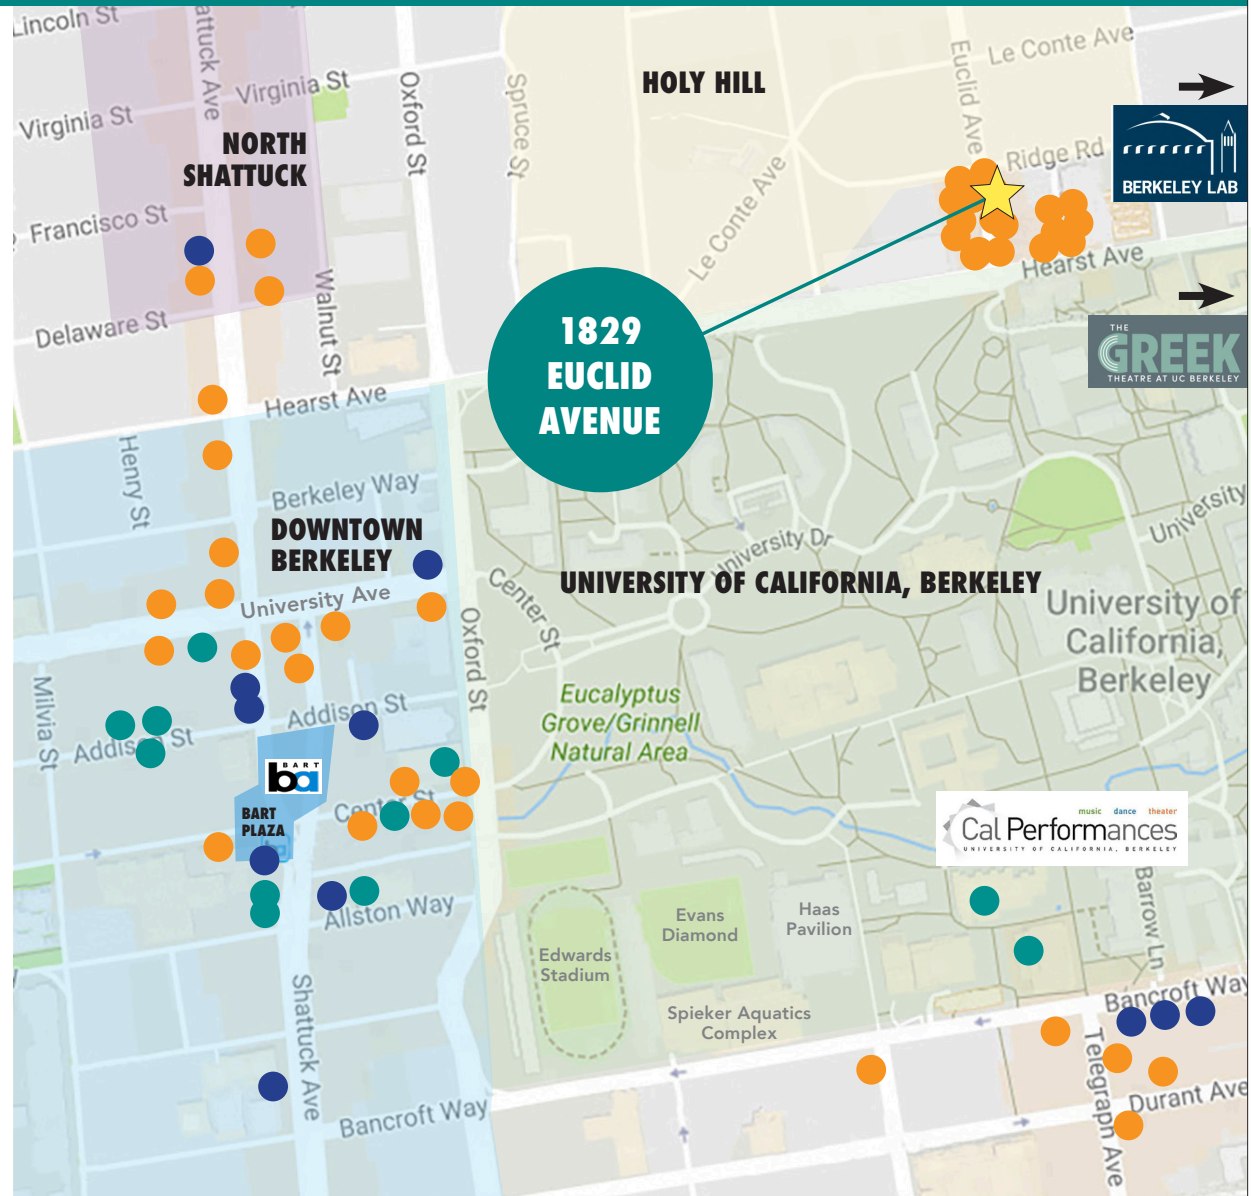 Lincoln St
attuck Ave
Virginia St
Virginia St
Oxford St
Spruce St
HOLY HILL
Euclid Ave
Le Conte Ave
Ridge Rd
BERKELEY LAB
NORTH
SHATTUCK
Francisco St
Le Conte Ave
Walnut St
Delaware St
Hearst Ave
THE
GREEK
THEATRE AT UC BERKELEY
1829
EUCLID
AVENUE
Hearst Ave
Henry St
Berkeley Way
DOWNTOWN
BERKELEY
University Ave
University Dr
University
Center St
UNIVERSITY OF CALIFORNIA, BERKELEY
University of
California,
Berkeley
Oxford St
Milvia St
Addison St
Addison St
Eucalyptus
Grove/Grinnell
Natural Area
BART
ba
BART
PLAZA
Center St
music dance theater
Cal Performances
UNIVERSITY OF CALIFORNIA, BERKELEY
Allston Way
Evans
Diamond
Haas
Pavilion
Barrow Ln
Edwards
Stadium
Spieker Aquatics
Complex
Bancroft Way
Shattuck Ave
Bancroft Way
Telegraph Ave
Durant Ave